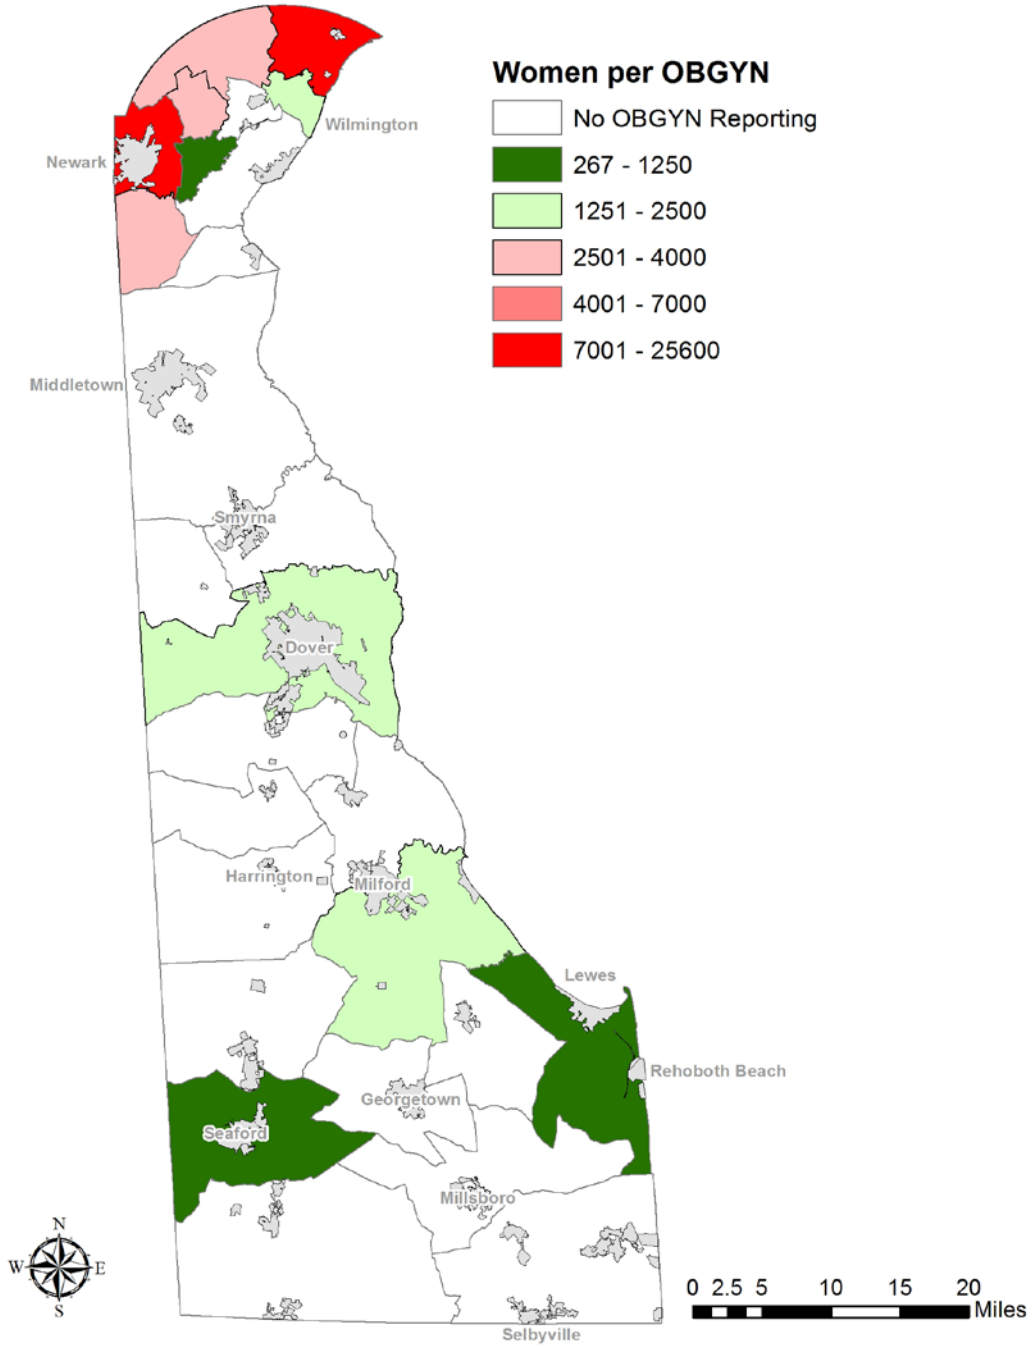 Women per OBGYN
No OBGYN Reporting
267 - 1250
1251 - 2500
2501 - 4000
4001 - 7000
7001 - 25600
Wilmington
Newark
Middletown
Smyrna
Dover
Harrington
Milford
Lewes
Rehoboth Beach
Georgetown
Seaford
Millsboro
Selbyville
N
W E
S
0 2.5 5 10 15 20
Miles